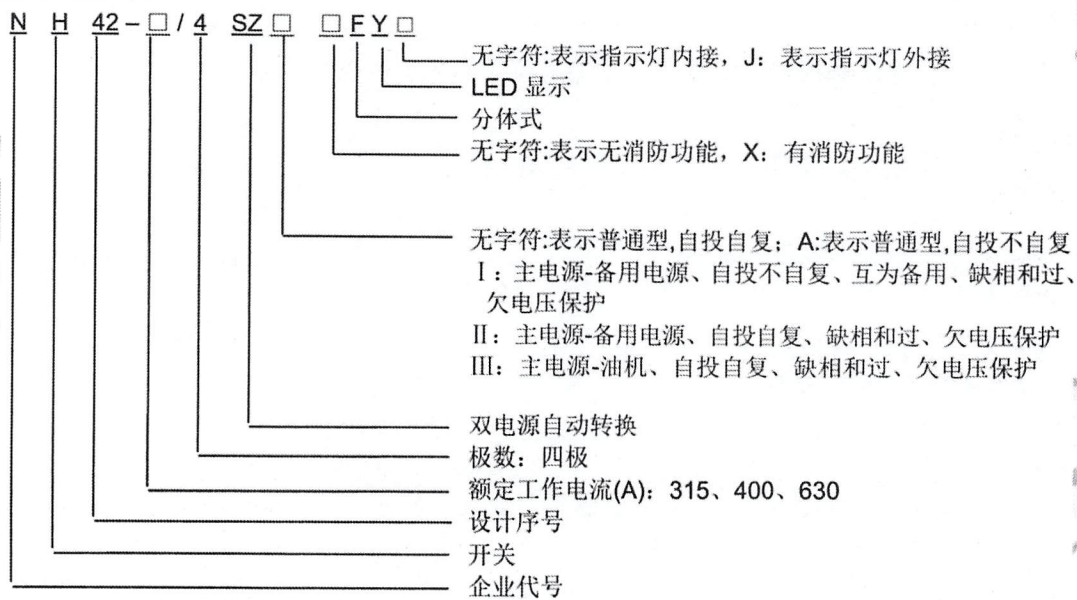 N H 42-□/4 SZ□ □FY□
无字符:表示指示灯内接，J：表示指示灯外接
LED 显示
分体式
无字符:表示无消防功能，X：有消防功能
无字符:表示普通型,自投自复；A:表示普通型,自投不自复
Ⅰ：主电源-备用电源、自投不自复、互为备用、缺相和过、
欠电压保护
Ⅱ：主电源-备用电源、自投自复、缺相和过、欠电压保护
Ⅲ：主电源-油机、自投自复、缺相和过、欠电压保护
双电源自动转换
极数：四极
额定工作电流(A)：315、400、630
设计序号
开关
企业代号